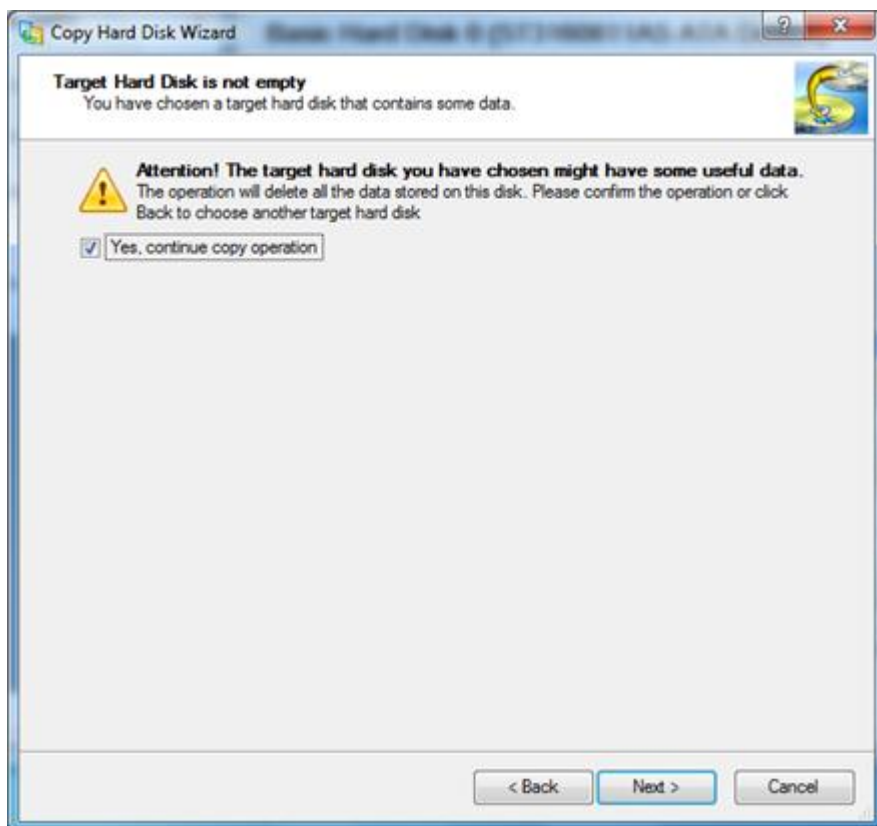 Copy Hard Disk Wizard
Target Hard Disk is not empty
You have chosen a target hard disk that contains some data.
Attention! The target hard disk you have chosen might have some useful data.
The operation will delete all the data stored on this disk. Please confirm the operation or click
Back to choose another target hard disk
Yes, continue copy operation
< Back
Next >
Cancel